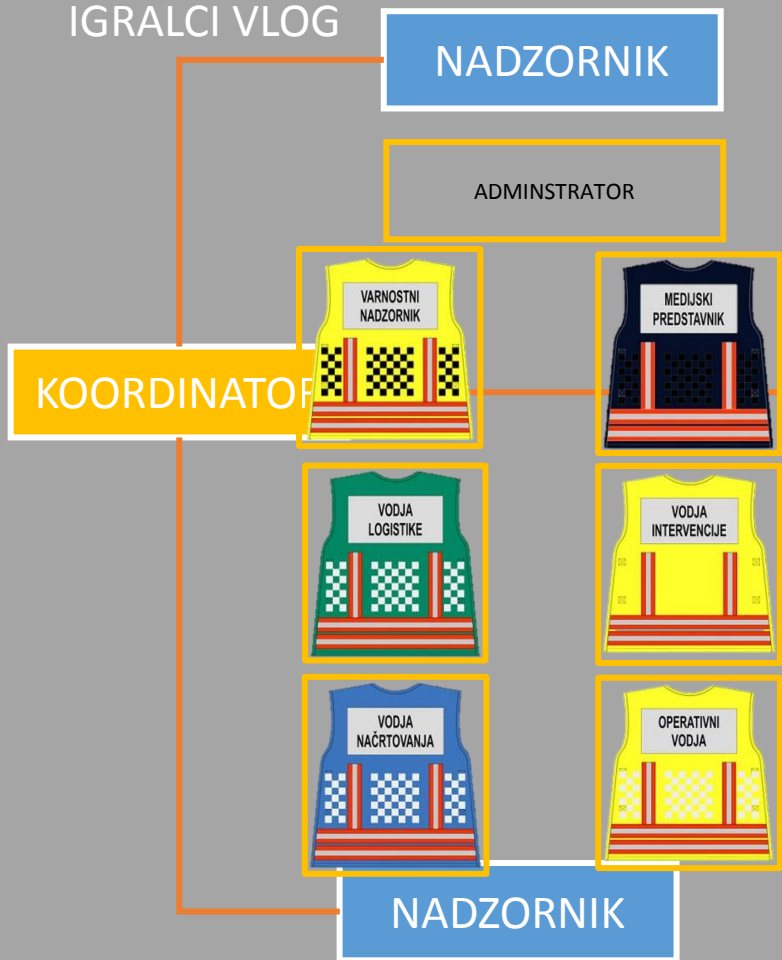 IGRALCI VLOG
NADZORNIK
ADMINSTRATOR
VARNOSTNI
NADZORNIK
MEDIJSKI
PREDSTAVNIK
KOORDINATOR
VODJA
LOGISTIKE
VODJA
INTERVENCIJE
VODJA
NAČRTOVANJA
OPERATIVNI
VODJA
NADZORNIK